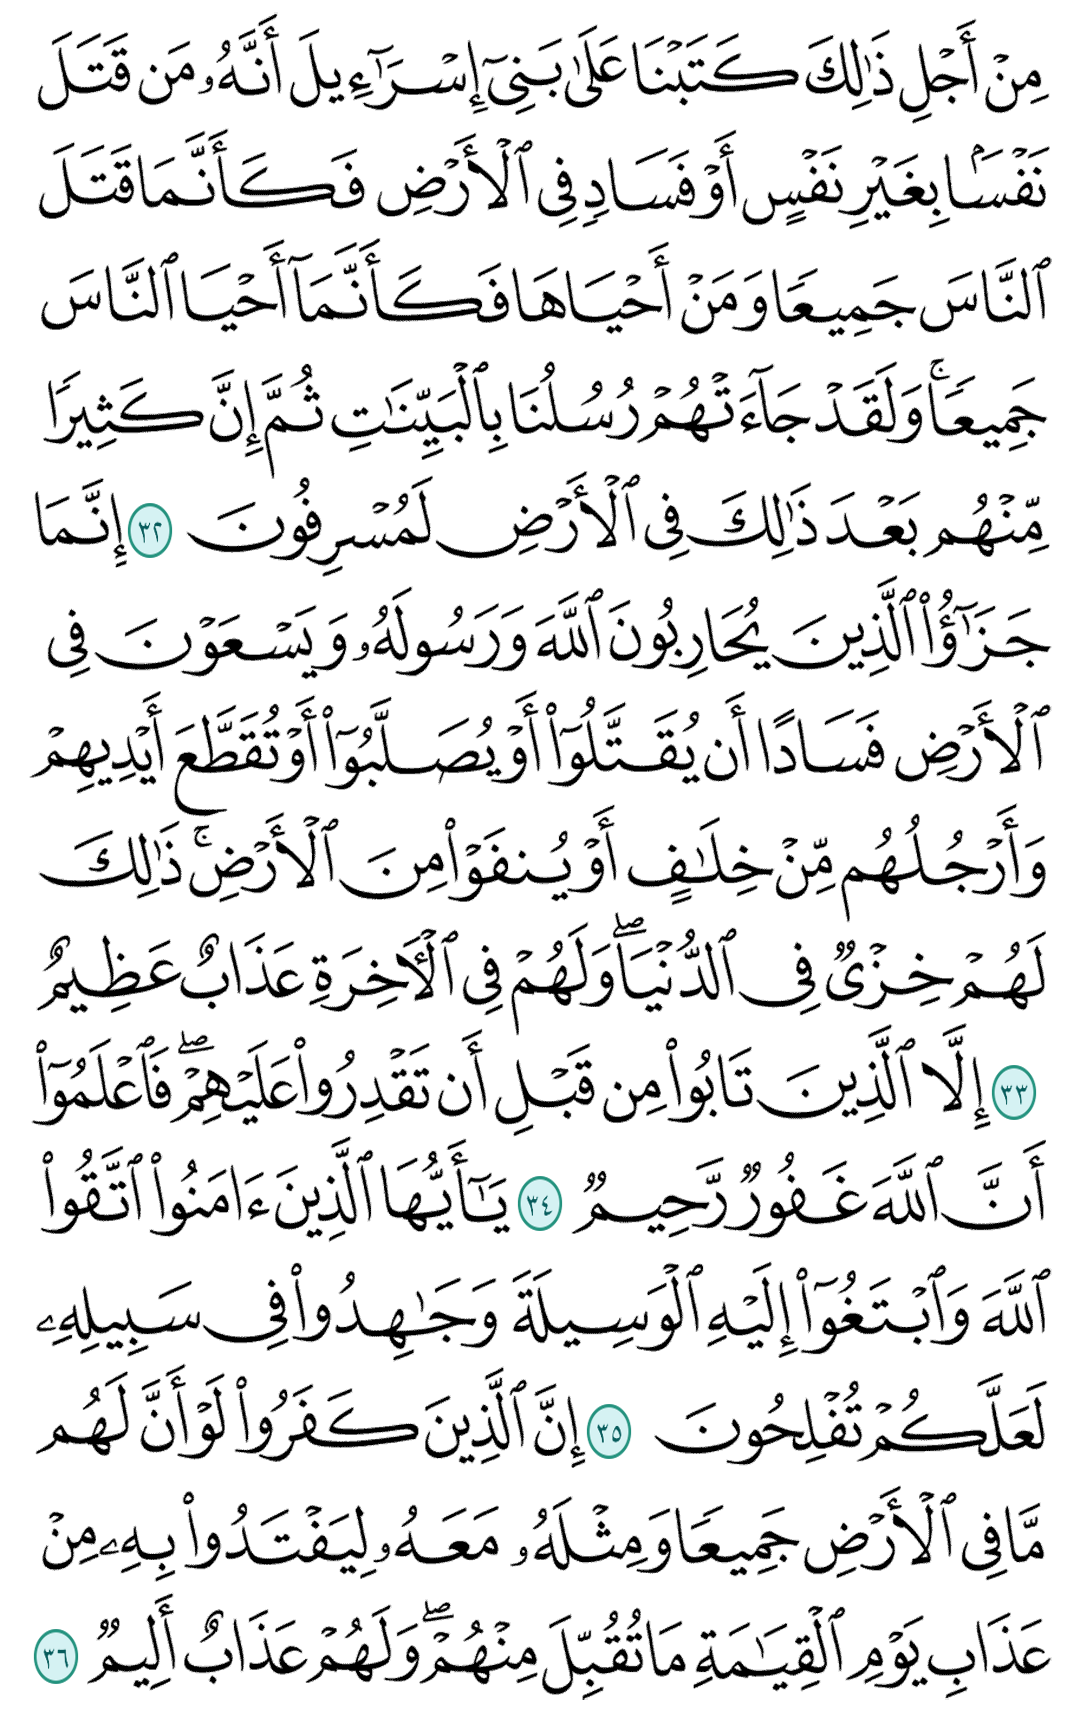 مِنۡ أَجۡلِ ذَٰلِكَ كَتَبۡنَا عَلَىٰ بَنِيٓ إِسۡرَـٰٓءِيلَ أَنَّهُۥ مَن قَتَلَ
نَفۡسَۢا بِغَيۡرِ نَفۡسٍ أَوۡ فَسَادٖ فِي ٱلۡأَرۡضِ فَكَأَنَّمَا قَتَلَ
ٱلنَّاسَ جَمِيعٗا وَمَنۡ أَحۡيَاهَا فَكَأَنَّمَآ أَحۡيَا ٱلنَّاسَ
جَمِيعٗاۚ وَلَقَدۡ جَآءَتۡهُمۡ رُسُلُنَا بِٱلۡبَيِّنَٰتِ ثُمَّ إِنَّ كَثِيرٗا
مِّنۡهُم بَعۡدَ ذَٰلِكَ فِي ٱلۡأَرۡضِ لَمُسۡرِفُونَ ٣٢ إِنَّمَا
جَزَـٰٓؤُاْ ٱلَّذِينَ يُحَارِبُونَ ٱللَّهَ وَرَسُولَهُۥ وَيَسۡعَوۡنَ فِي
ٱلۡأَرۡضِ فَسَادًا أَن يُقَتَّلُوٓاْ أَوۡ يُصَلَّبُوٓاْ أَوۡ تُقَطَّعَ أَيۡدِيهِمۡ
وَأَرۡجُلُهُم مِّنۡ خِلَٰفٍ أَوۡ يُنفَوۡاْ مِنَ ٱلۡأَرۡضِۚ ذَٰلِكَ
لَهُمۡ خِزۡيٞ فِي ٱلدُّنۡيَاۖ وَلَهُمۡ فِي ٱلۡأٓخِرَةِ عَذَابٌ عَظِيمٌ
٣٣ إِلَّا ٱلَّذِينَ تَابُواْ مِن قَبۡلِ أَن تَقۡدِرُواْ عَلَيۡهِمۡۖ فَٱعۡلَمُوٓاْ
أَنَّ ٱللَّهَ غَفُورٞ رَّحِيمٞ ٣٤ يَـٰٓأَيُّهَا ٱلَّذِينَ ءَامَنُواْ ٱتَّقُواْ
ٱللَّهَ وَٱبۡتَغُوٓاْ إِلَيۡهِ ٱلۡوَسِيلَةَ وَجَٰهِدُواْ فِي سَبِيلِهِۦ
لَعَلَّكُمۡ تُفۡلِحُونَ ٣٥ إِنَّ ٱلَّذِينَ كَفَرُواْ لَوۡ أَنَّ لَهُم
مَّا فِي ٱلۡأَرۡضِ جَمِيعٗا وَمِثۡلَهُۥ مَعَهُۥ لِيَفۡتَدُواْ بِهِۦ مِنۡ
عَذَابِ يَوۡمِ ٱلۡقِيَٰمَةِ مَا تُقُبِّلَ مِنۡهُمۡۖ وَلَهُمۡ عَذَابٌ أَلِيمٞ ٣٦